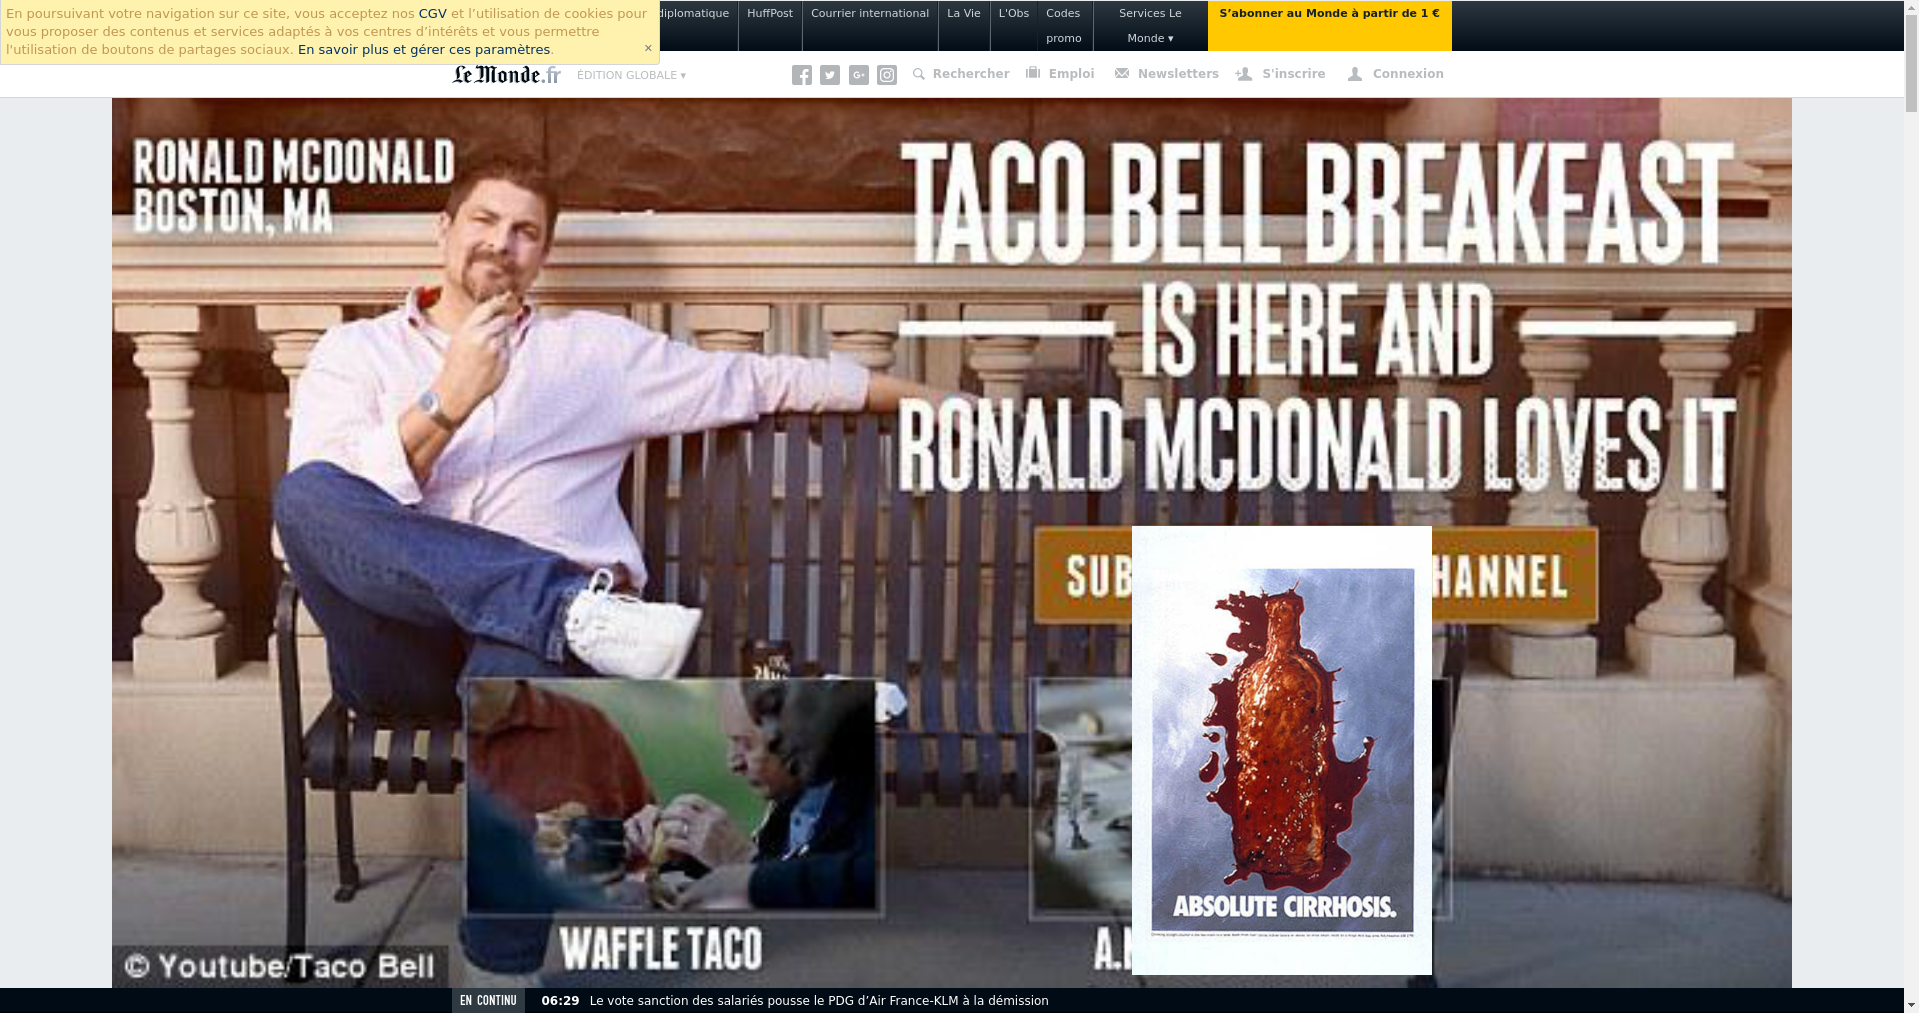 En poursuivant votre navigation sur ce site, vous acceptez nos CGV et l’utilisation de cookies pour
vous proposer des contenus et services adaptés à vos centres d’intérêts et vous permettre
l'utilisation de boutons de partages sociaux. En savoir plus et gérer ces paramètres. ×
diplomatique
HuffPost
Courrier international
La Vie
L'Obs
Codes
promo
Services Le
Monde ▾
S’abonner au Monde à partir de 1 €
Le Monde.fr
ÉDITION GLOBALE ▾
Rechercher
Emploi
Newsletters
S'inscrire
Connexion
RONALD MCDONALD
BOSTON, MA
TACO BELL BREAKFAST
IS HERE AND
RONALD MCDONALD LOVES IT
SUB
HANNEL
ABSOLUTE CIRRHOSIS.
WAFFLE TACO
A.
© Youtube/Taco Bell
EN CONTINU
06:29 Le vote sanction des salariés pousse le PDG d’Air France-KLM à la démission